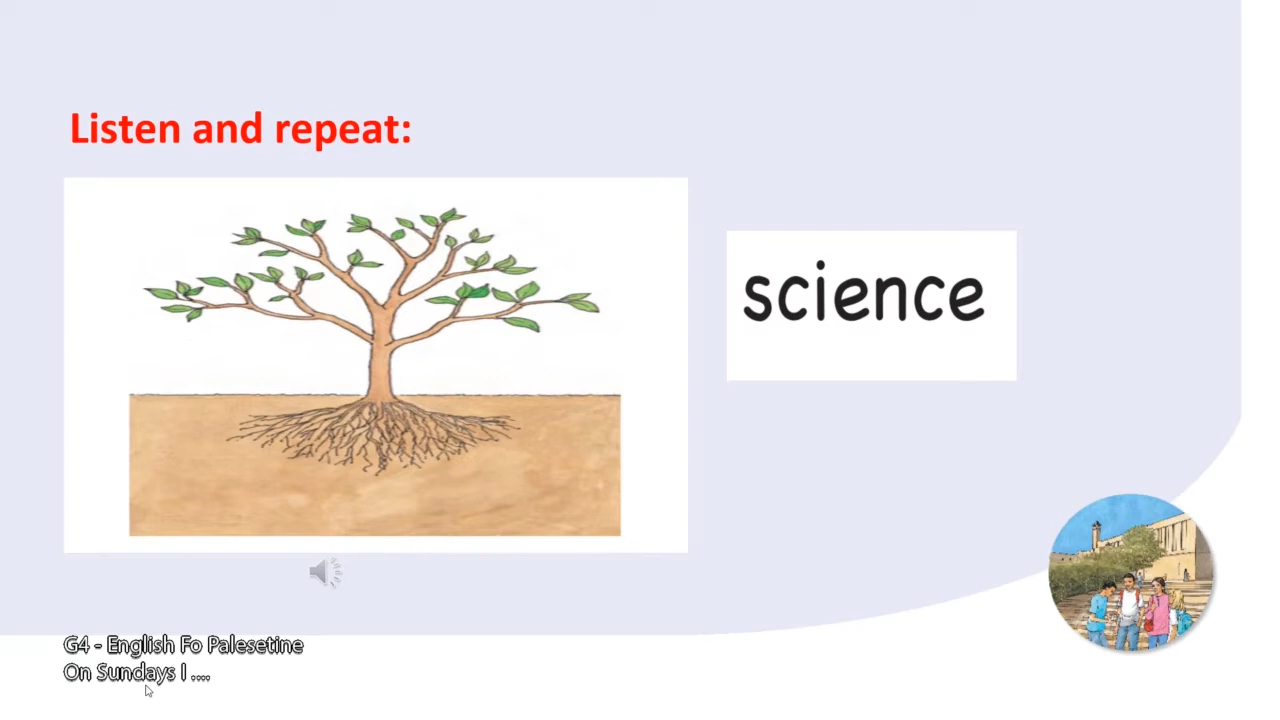 Listen and repeat:
science
G4 - English Fo Palesetine
On Sundays I ....